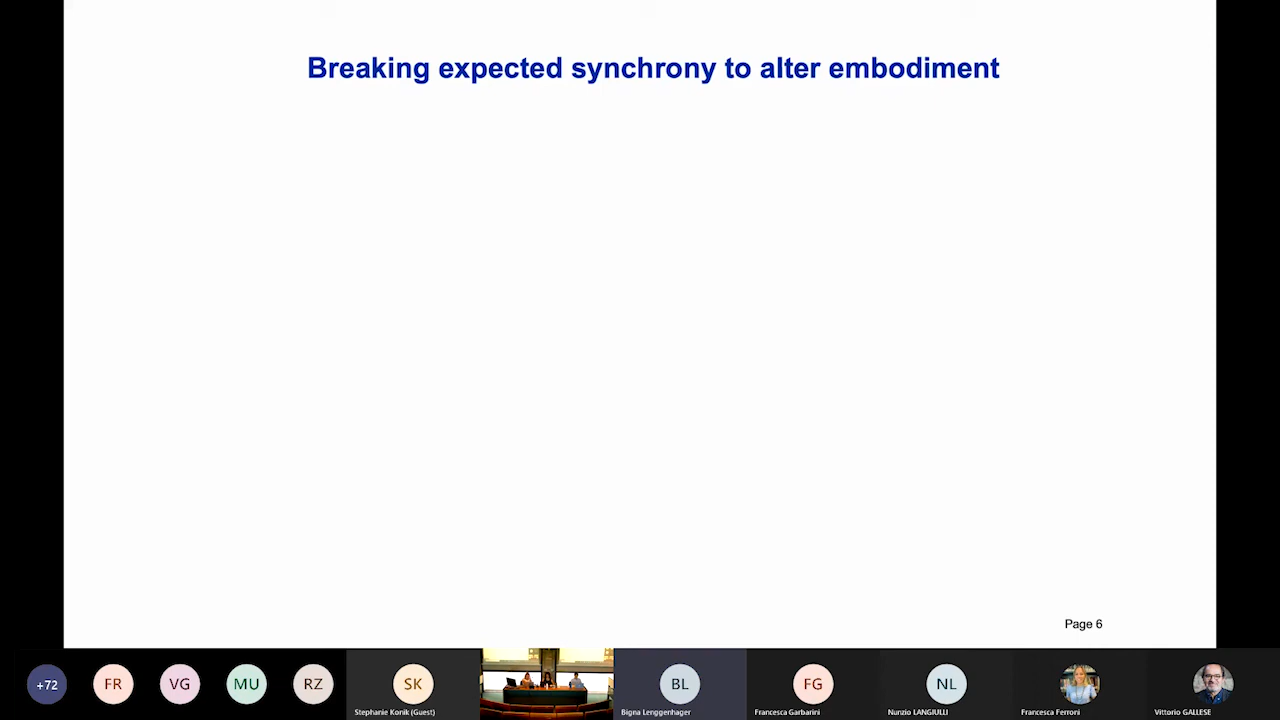 Breaking expected synchrony to alter embodiment
Page 6
+72
FR
VG
MU
RZ
SK
BL
FG
NL
Stephanie Konik (Guest)
Bigna Lenggenhager
Francesca Garbarini
Nunzio LANGIULLI
Francesca Ferroni
Vittorio GALLESE